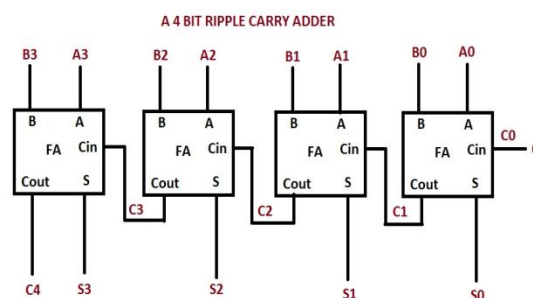 A 4 BIT RIPPLE CARRY ADDER
B3 A3 B2 A2 B1 A1 B0 A0
B A B A B A B A
FA Cin FA Cin FA Cin FA Cin C0
Cout S Cout S Cout S Cout S
C3 C2 C1
C4 S3 S2 S1 S0